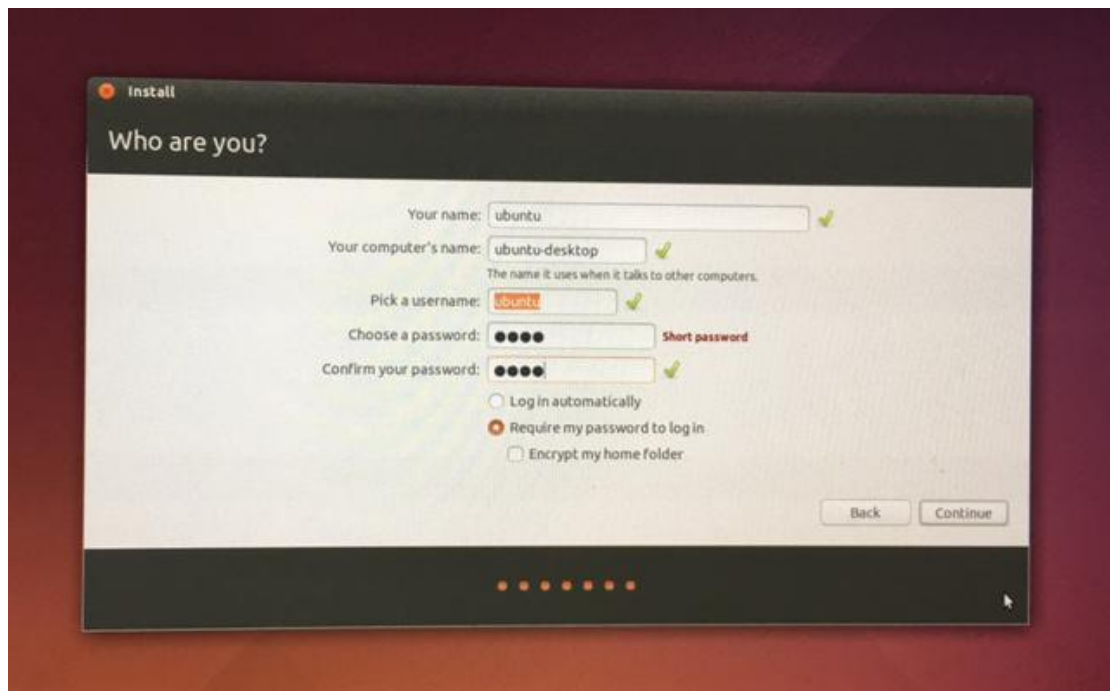 Install
Who are you?
Your name: ubuntu
Your computer's name: ubuntu-desktop
The name it uses when it talks to other computers.
Pick a username: ubuntu
Choose a password: ●●●● Short password
Confirm your password: ●●●●
Log in automatically
Require my password to log in
Encrypt my home folder
Back Continue